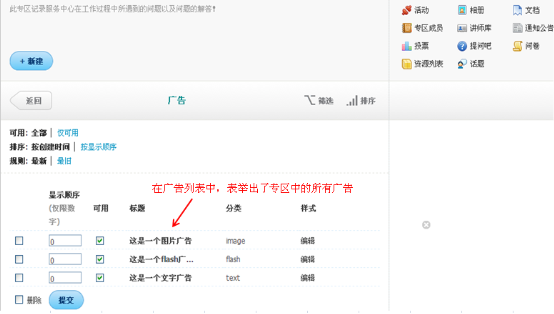 此专区记录服务中心在工作过程中所遇到的问题以及问题的解答?
+ 新建
活动 相册 文档
专区成员 讲师库 通知公告
投票 提问吧 问卷
资源列表 话题
返回 广告 筛选 排序
可用: 全部 | 仅可用
排序: 按创建时间 | 按显示顺序
规则: 最新 | 最旧
在广告列表中，表举出了专区中的所有广告
显示顺序
(仅限数
字)
可用 标题 分类 样式
0 这是一个图片广告 image 编辑
0 这是一个flash广... flash 编辑
0 这是一个文字广告 text 编辑
删除 提交